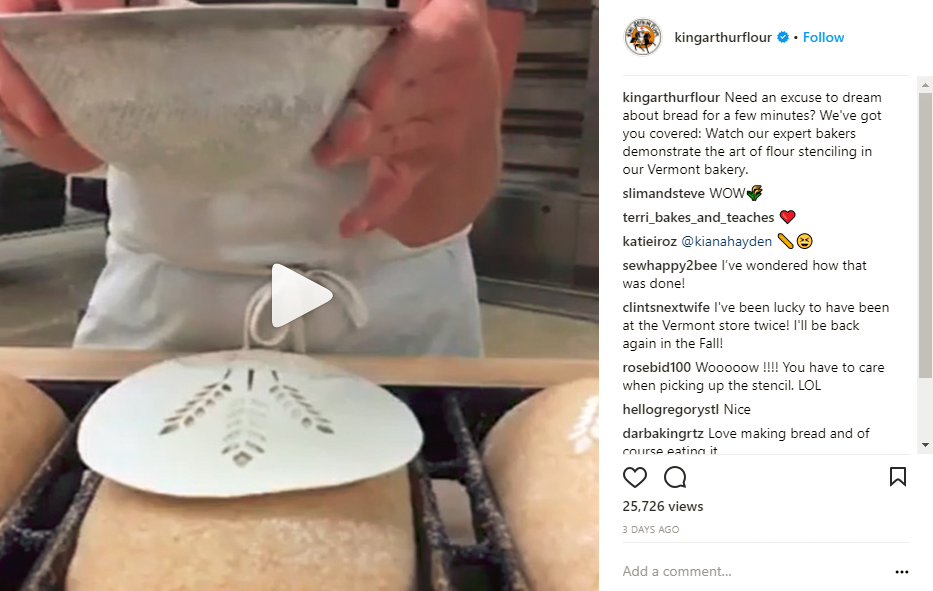 kingarthurflour • Follow
kingarthurflour Need an excuse to dream
about bread for a few minutes? We've got
you covered: Watch our expert bakers
demonstrate the art of flour stenciling in
our Vermont bakery.
slimandsteve WOW
terri_bakes_and_teaches ❤️
katieiroz @kianahayden 🥖😆
sewhappy2bee I've wondered how that
was done!
clintsnextwife I've been lucky to have been
at the Vermont store twice! I'll be back
again in the Fall!
rosebid100 Wooooow !!!! You have to care
when picking up the stencil. LOL
hellogregorystl Nice
darbakingrtz Love making bread and of
course eating it
25,726 views
3 DAYS AGO
Add a comment...